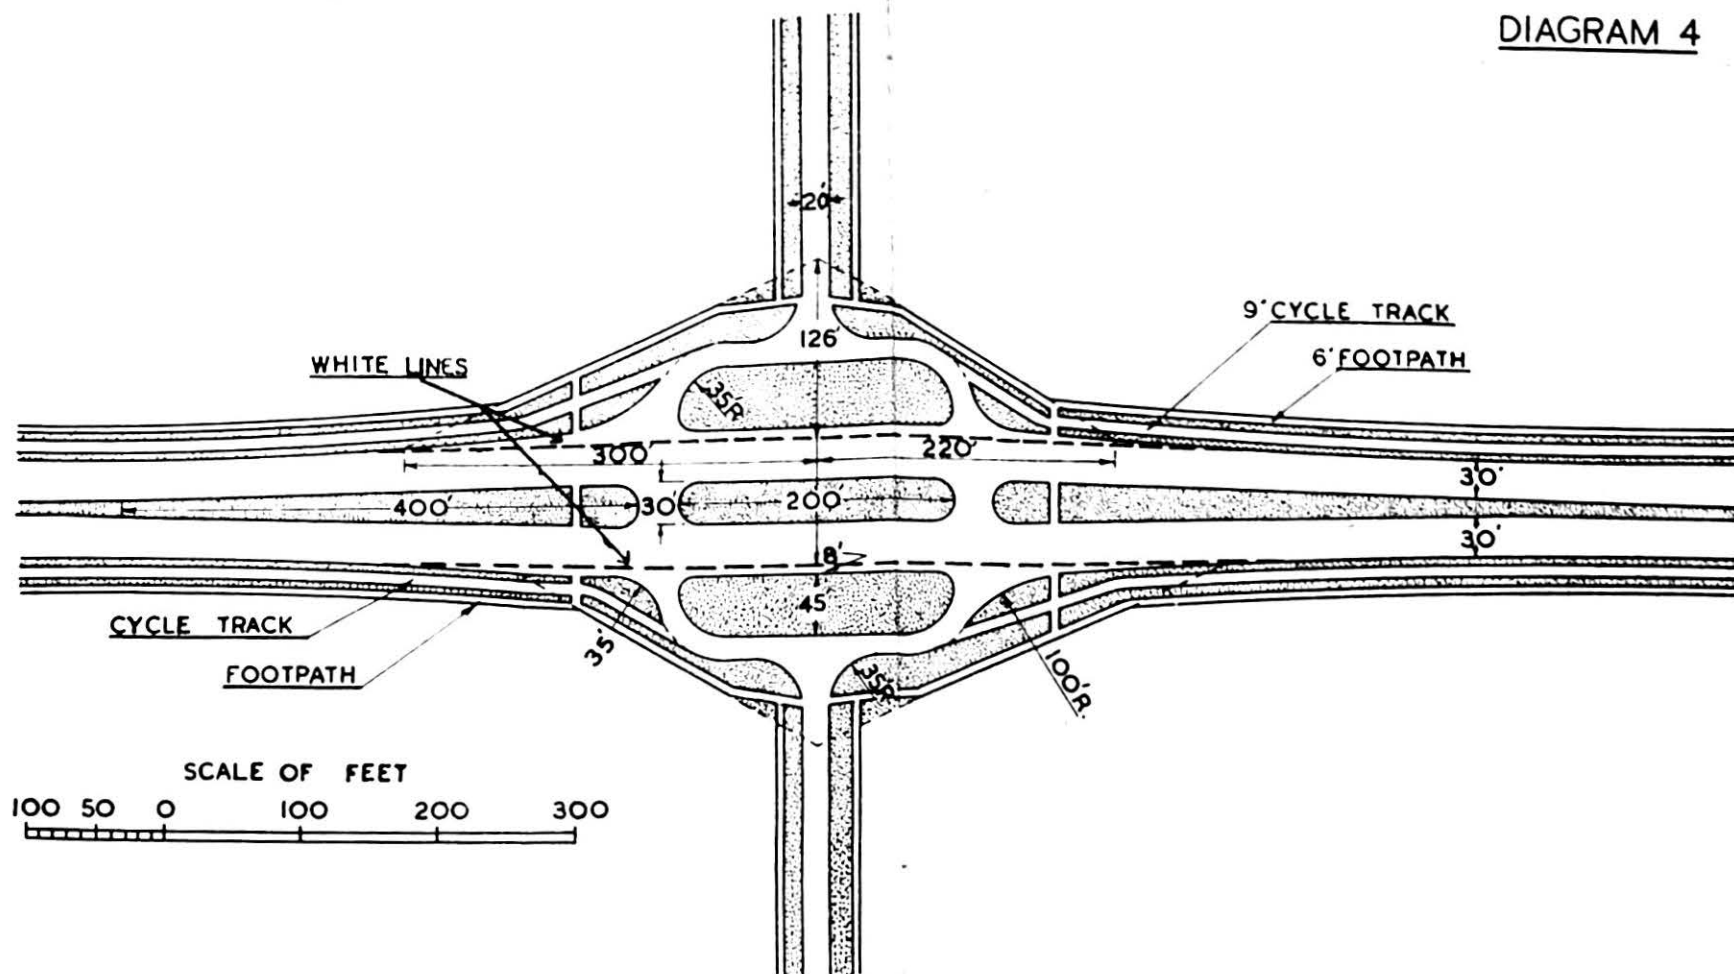 DIAGRAM 4
20'
9' CYCLE TRACK
126'
WHITE LINES
6' FOOTPATH
35'R
300'
220'
30'
400'
30'
200'
30'
8'
45'
CYCLE TRACK
35'
FOOTPATH
35'R
100'R.
SCALE OF FEET
100 50 0 100 200 300